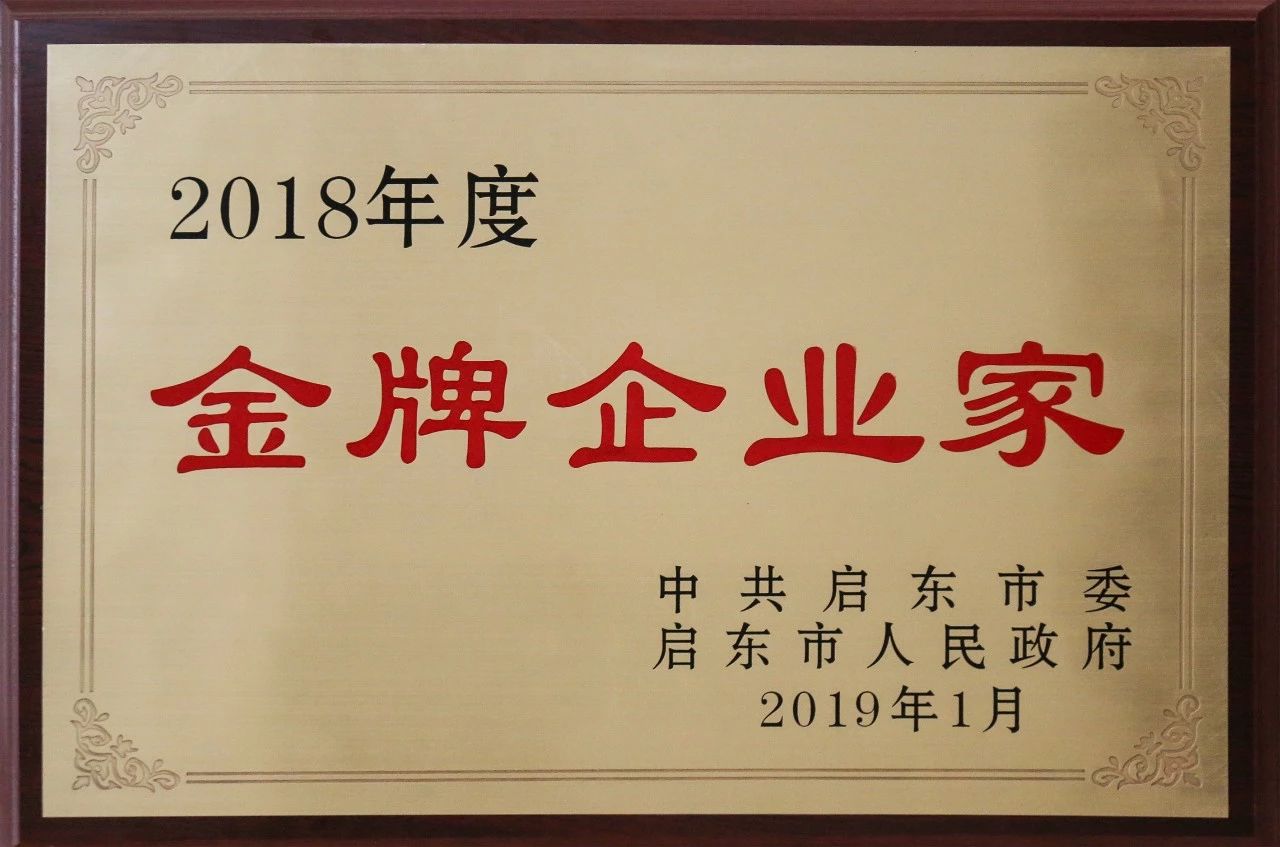 2018年度
金牌企业家
中共启东市委
启东市人民政府
2019年1月